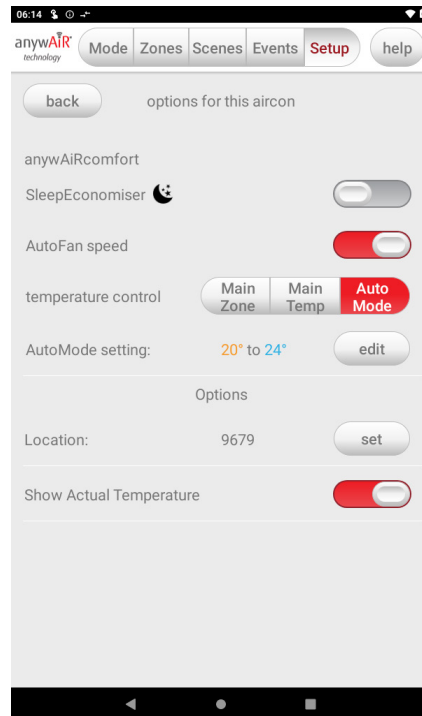 06:14
anywAiR
technology
Mode Zones Scenes Events Setup help
back options for this aircon
anywAiRcomfort
SleepEconomiser
AutoFan speed
temperature control Main Zone Main Temp Auto Mode
AutoMode setting: 20° to 24° edit
Options
Location: 9679 set
Show Actual Temperature